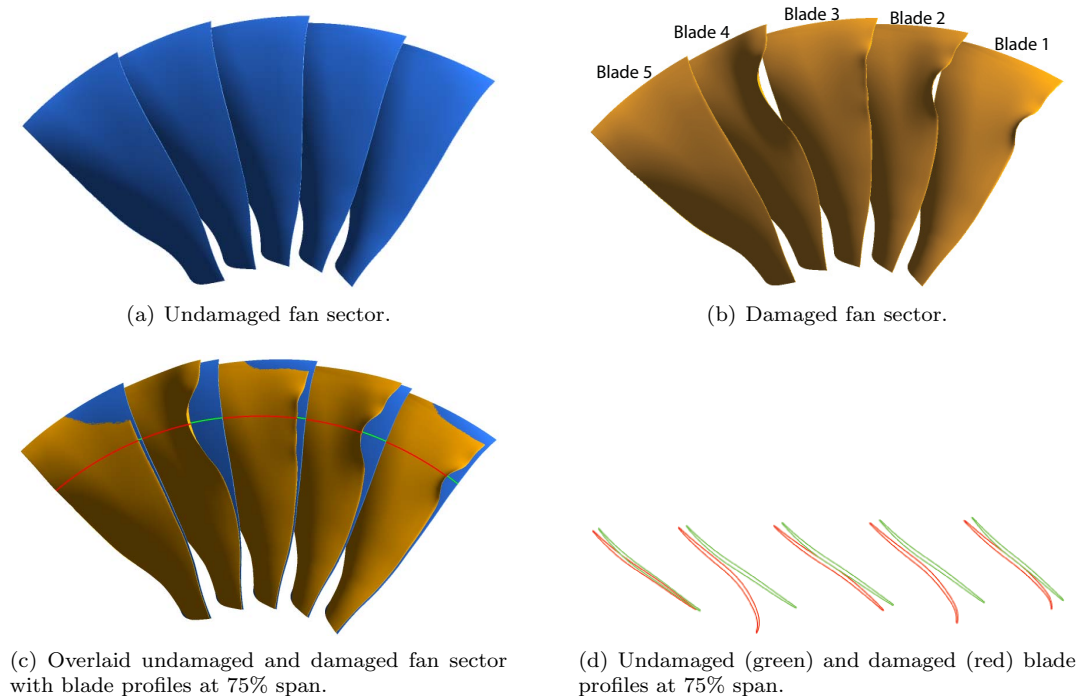 Blade 5
Blade 4
Blade 3
Blade 2
Blade 1
(a) Undamaged fan sector.
(b) Damaged fan sector.
(c) Overlaid undamaged and damaged fan sector
with blade profiles at 75% span.
(d) Undamaged (green) and damaged (red) blade
profiles at 75% span.